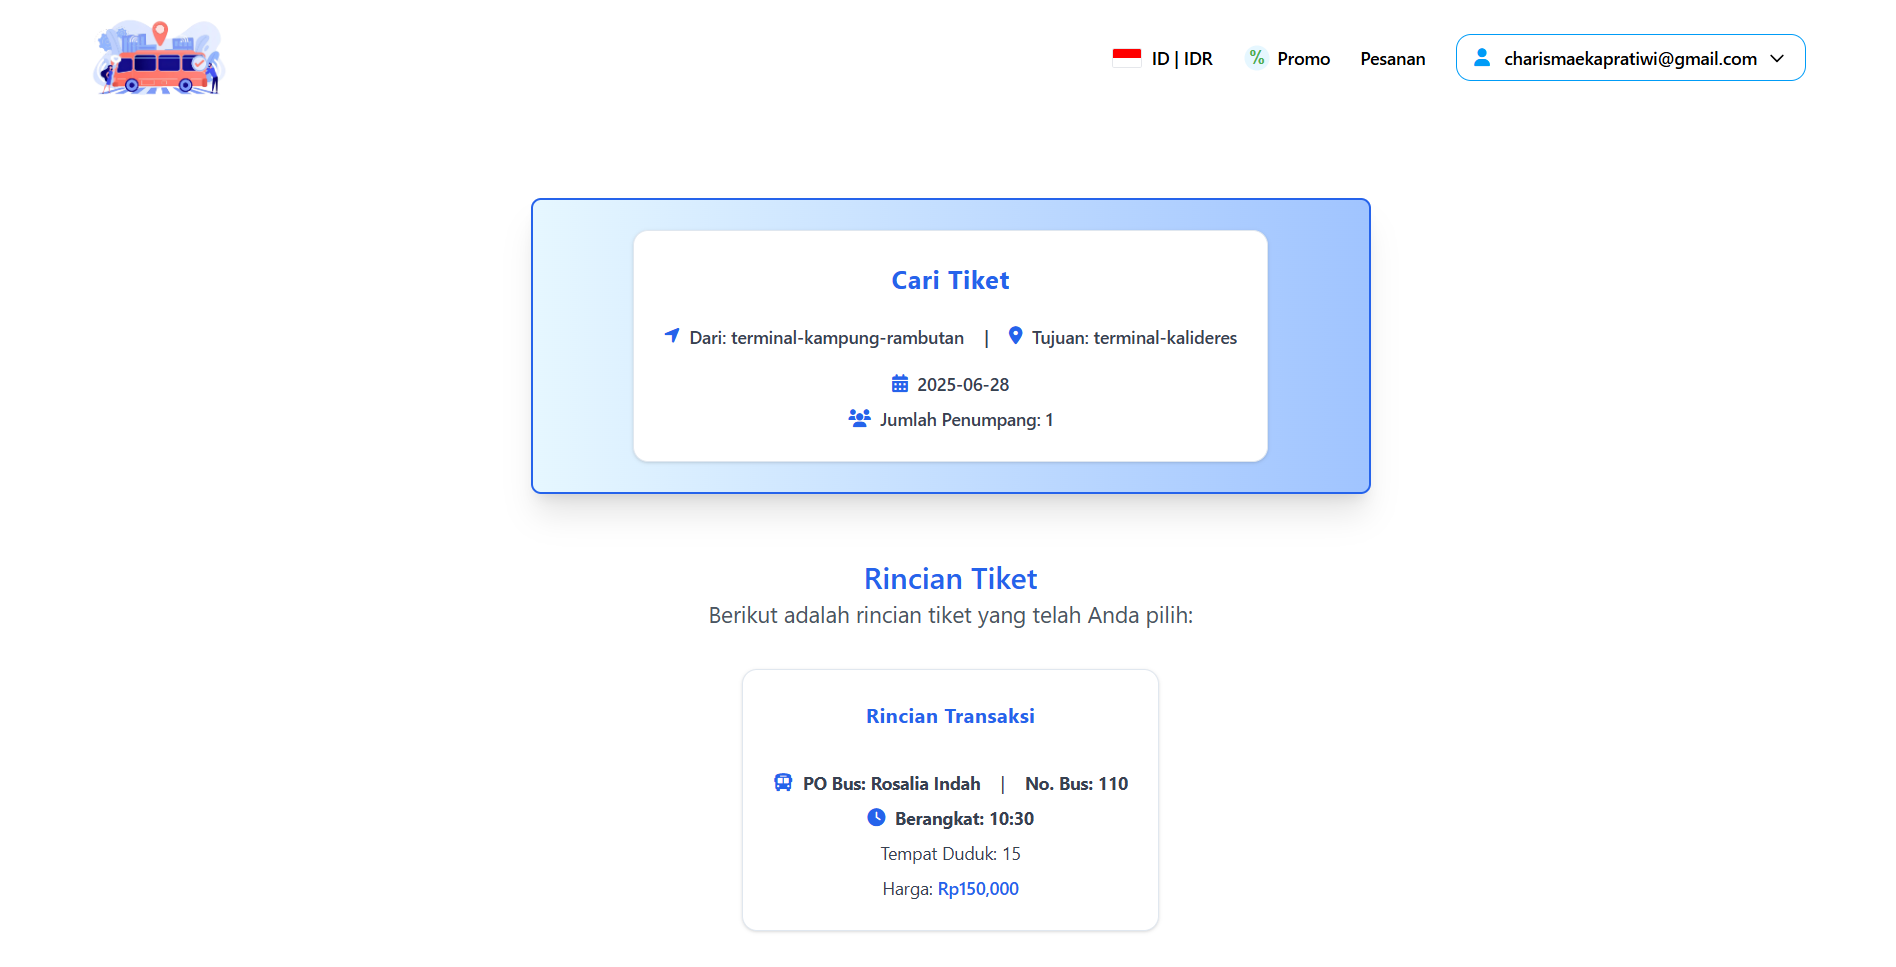 ID | IDR
% Promo
Pesanan
charismaekapratiwi@gmail.com
Cari Tiket
Dari: terminal-kampung-rambutan | Tujuan: terminal-kalideres
2025-06-28
Jumlah Penumpang: 1
Rincian Tiket
Berikut adalah rincian tiket yang telah Anda pilih:
Rincian Transaksi
PO Bus: Rosalia Indah | No. Bus: 110
Berangkat: 10:30
Tempat Duduk: 15
Harga: Rp150,000